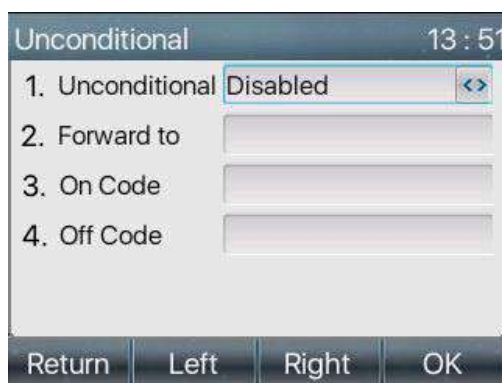 Unconditional 13 : 51
1. Unconditional Disabled <>
2. Forward to
3. On Code
4. Off Code
Return Left Right OK